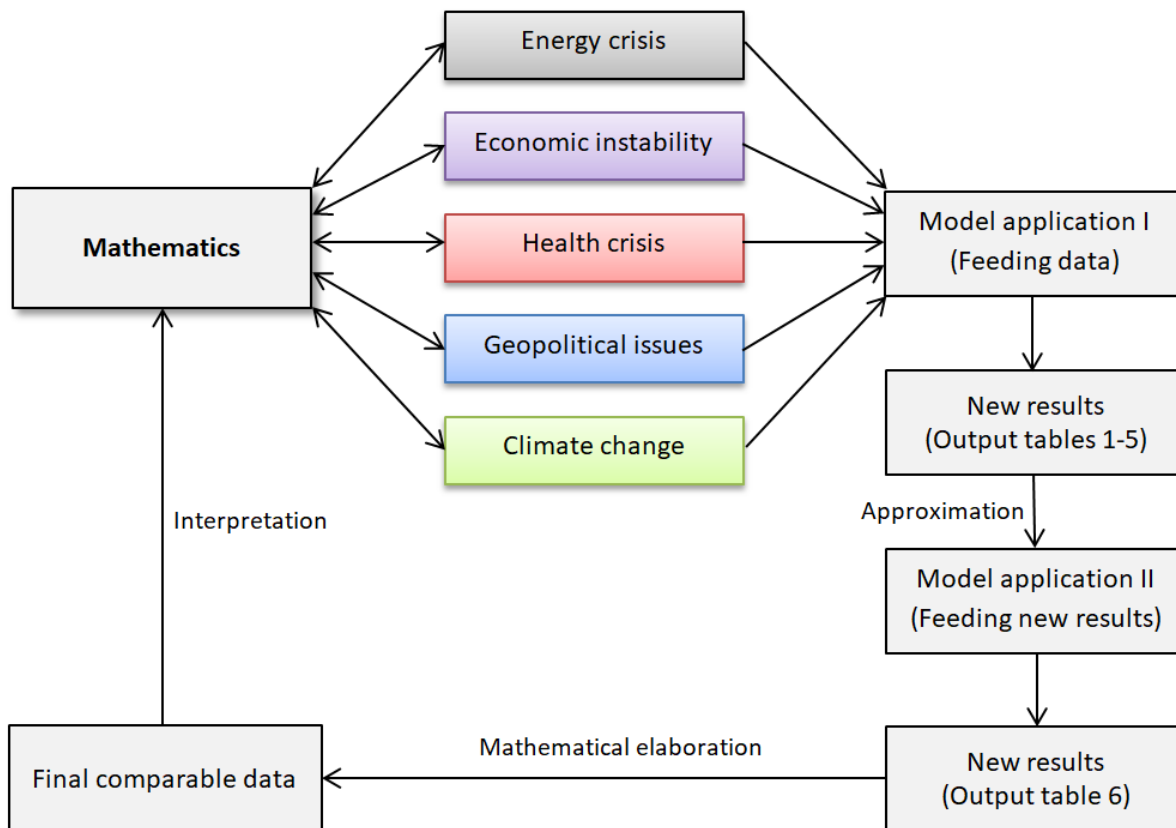 Energy crisis
Economic instability
Mathematics
Health crisis
Geopolitical issues
Climate change
Model application I
(Feeding data)
New results
(Output tables 1-5)
Interpretation
Approximation
Model application II
(Feeding new results)
Final comparable data
Mathematical elaboration
New results
(Output table 6)